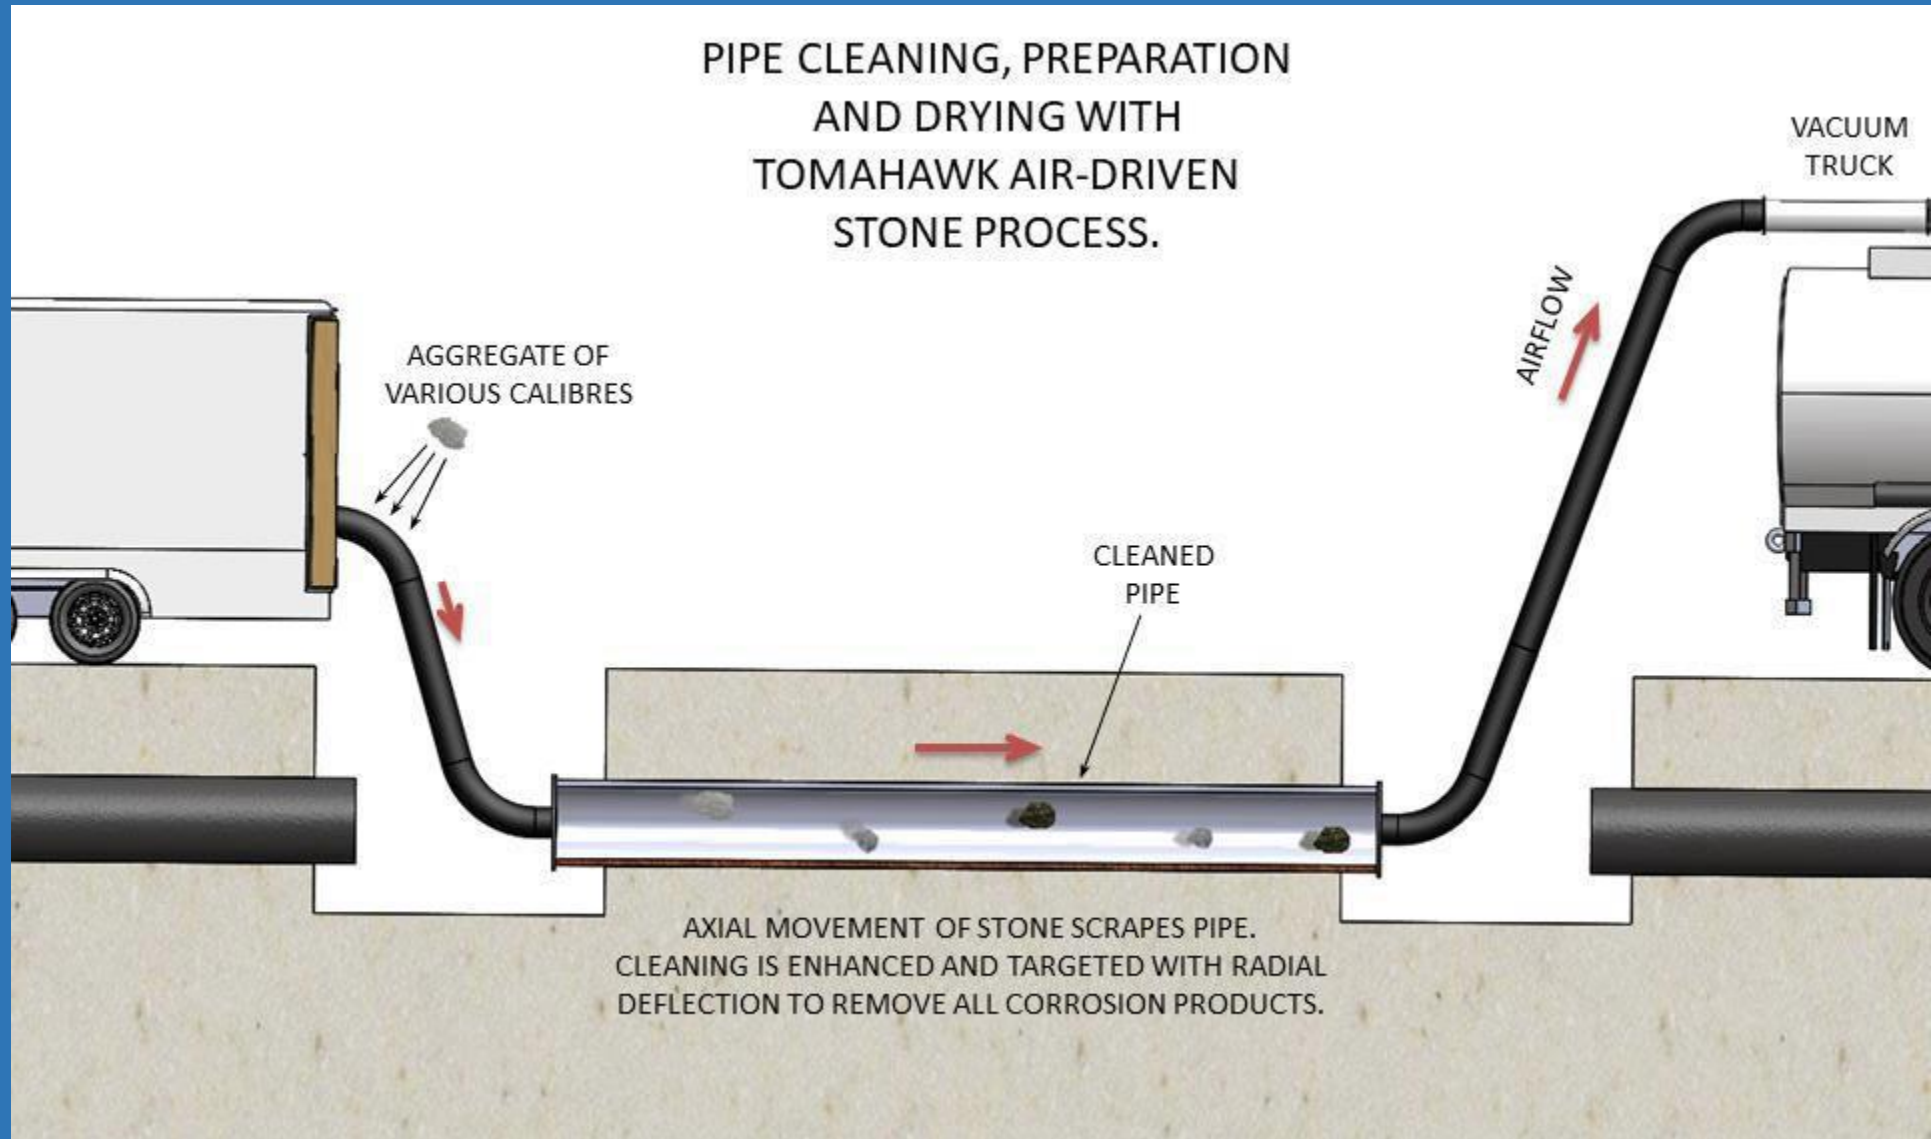 PIPE CLEANING, PREPARATION
AND DRYING WITH
TOMAHAWK AIR-DRIVEN
STONE PROCESS.
VACUUM
TRUCK
AIRFLOW
AGGREGATE OF
VARIOUS CALIBRES
CLEANED
PIPE
AXIAL MOVEMENT OF STONE SCRAPES PIPE.
CLEANING IS ENHANCED AND TARGETED WITH RADIAL
DEFLECTION TO REMOVE ALL CORROSION PRODUCTS.